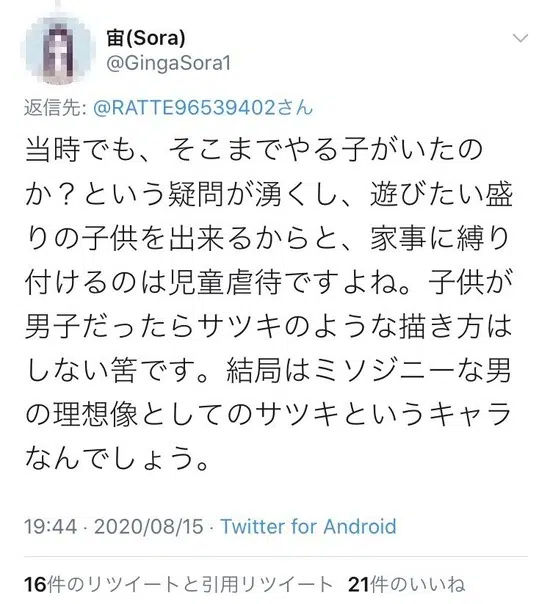 宙(Sora)
@GingaSora1
返信先: @RATTE96539402さん
当時でも、そこまでやる子がいたの
か？という疑問が湧くし、遊びたい盛
りの子供を出来るからと、家事に縛り
付けるのは児童虐待ですよね。子供が
男子だったらサツキのような描き方は
しない筈です。結局はミソジニーな男
の理想像としてのサツキというキャラ
なんでしょう。
19:44 · 2020/08/15 · Twitter for Android
16件のリツイートと引用リツイート 21件のいいね